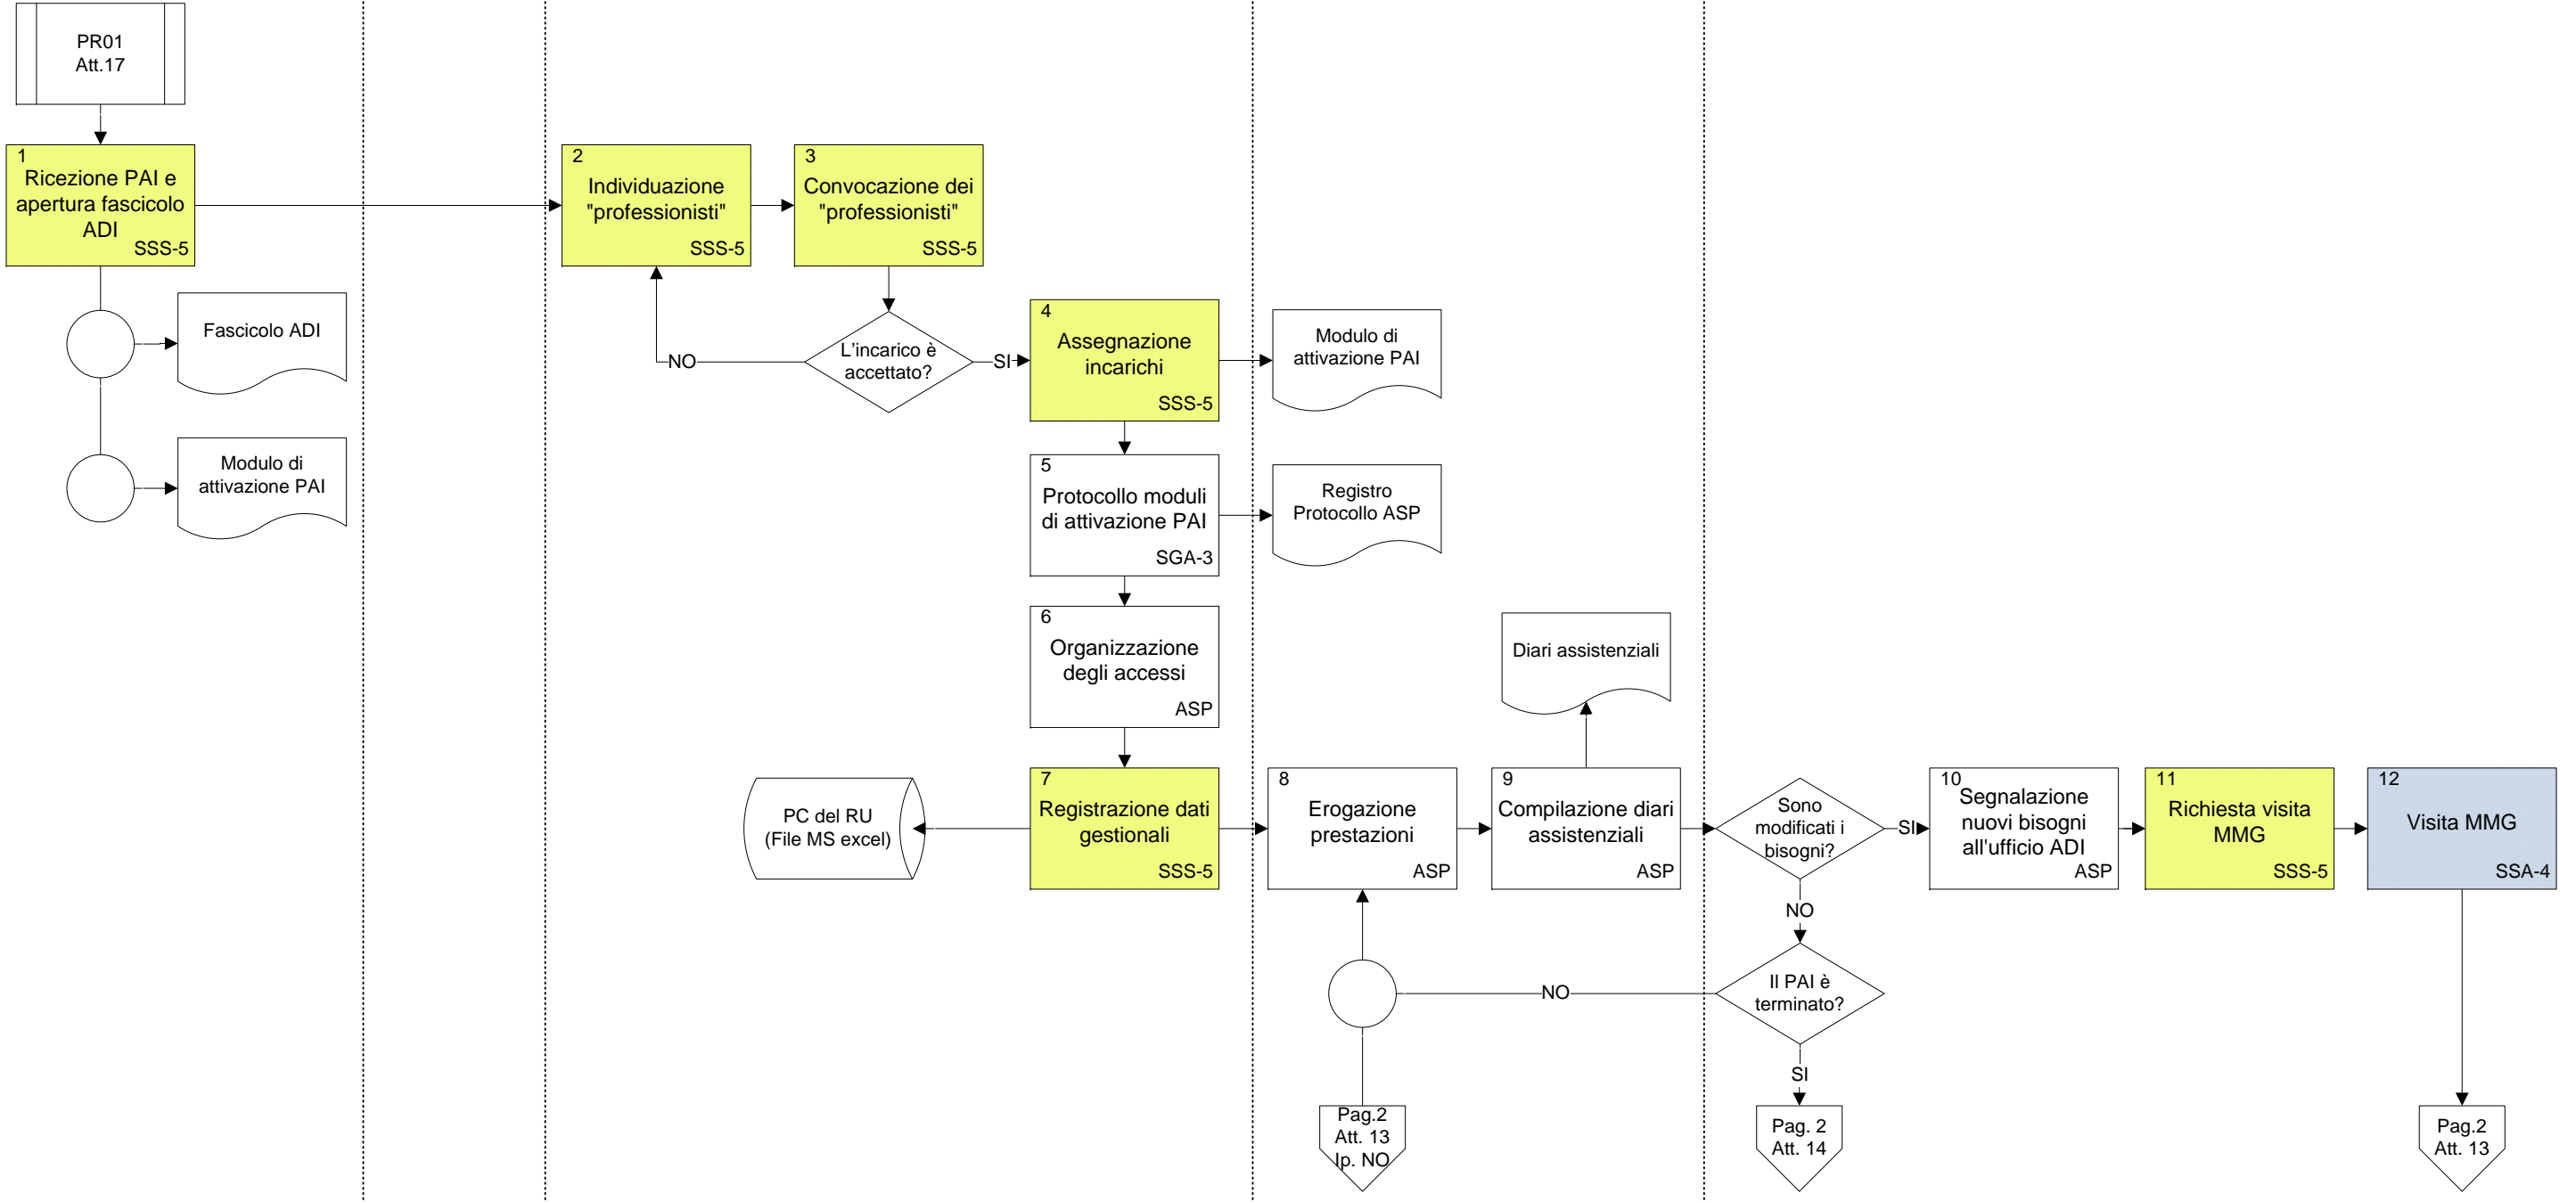 PR01
Att.17
1
Ricezione PAI e
apertura fascicolo
ADI
SSS-5
Fascicolo ADI
Modulo di
attivazione PAI
2
Individuazione
"professionisti"
SSS-5
3
Convocazione dei
"professionisti"
SSS-5
L'incarico è
accettato?
NO
SI
4
Assegnazione
incarichi
SSS-5
Modulo di
attivazione PAI
5
Protocollo moduli
di attivazione PAI
SGA-3
Registro
Protocollo ASP
6
Organizzazione
degli accessi
ASP
7
Registrazione dati
gestionali
SSS-5
PC del RU
(File MS excel)
8
Erogazione
prestazioni
ASP
9
Compilazione diari
assistenziali
ASP
Diari assistenziali
Sono
modificati i
bisogni?
SI
NO
10
Segnalazione
nuovi bisogni
all'ufficio ADI
ASP
11
Richiesta visita
MMG
SSS-5
12
Visita MMG
SSA-4
Il PAI è
terminato?
NO
SI
Pag.2
Att. 13
Ip. NO
Pag. 2
Att. 14
Pag.2
Att. 13